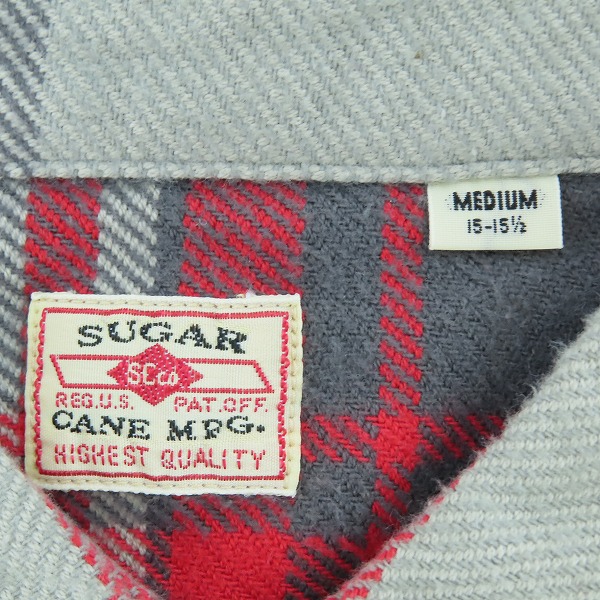 SUGAR
SC.Co
REG.U.S. PAT.OFF.
CANE MFG.
HIGHEST QUALITY
MEDIUM
15-15½